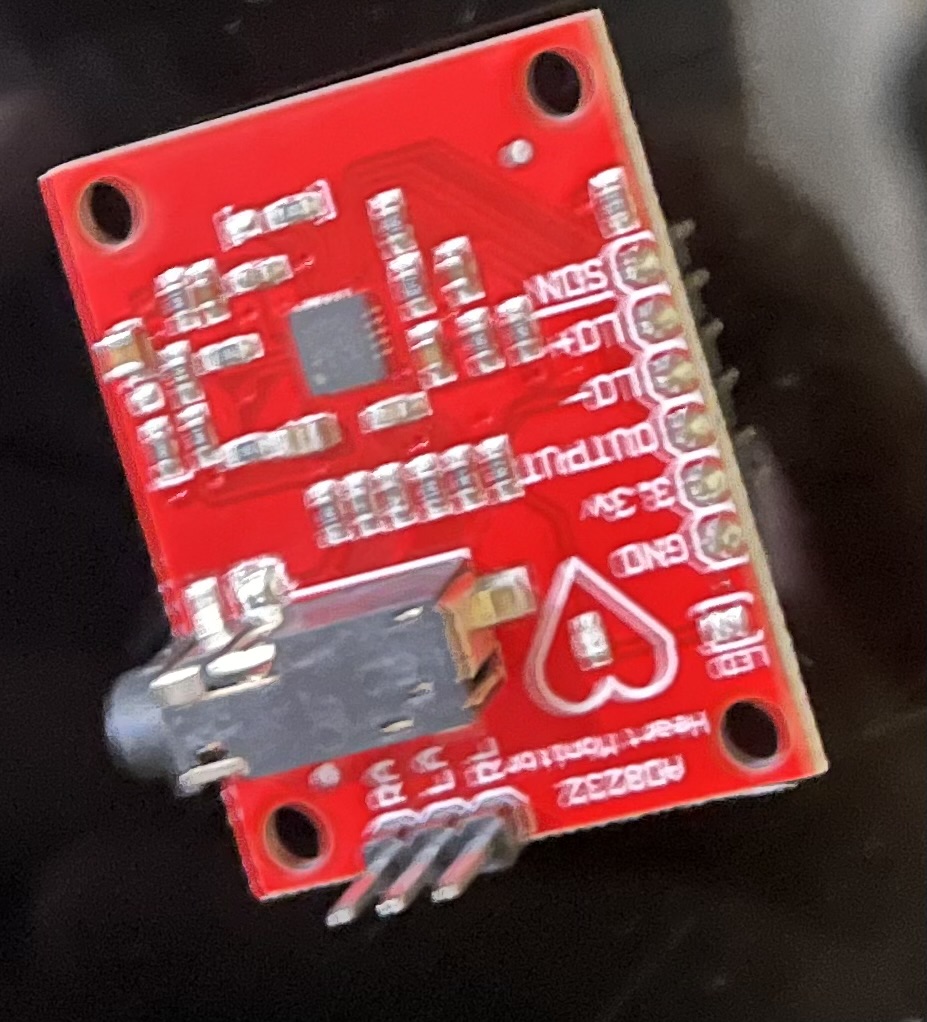 AD8232
Heart Monitor
RA
LA
RL
LED
GND
3.3v
OUTPUT
LO-
LO+
SDN